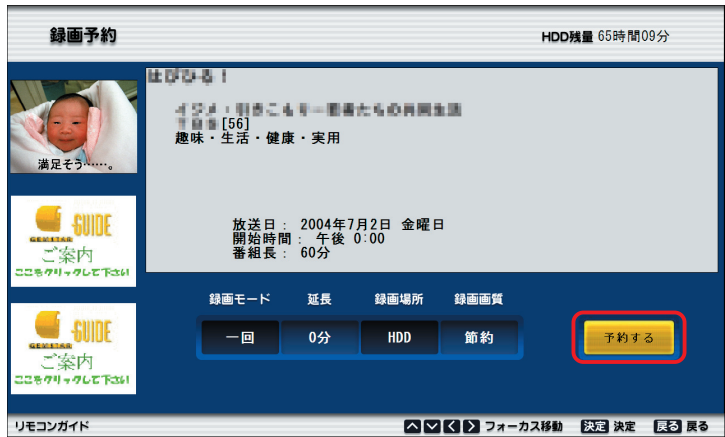 録画予約
HDD残量 65時間09分
[56]
趣味・生活・健康・実用
満足そう……。
放送日： 2004年7月2日 金曜日
開始時間： 午後 0:00
番組長： 60分
GEMSTAR
GUIDE
ご案内
ここをクリックして下さい
GEMSTAR
GUIDE
ご案内
ここをクリックして下さい
録画モード 延長 録画場所 録画画質
一回 0分 HDD 節約
予約する
リモコンガイド
フォーカス移動 決定 決定 戻る 戻る